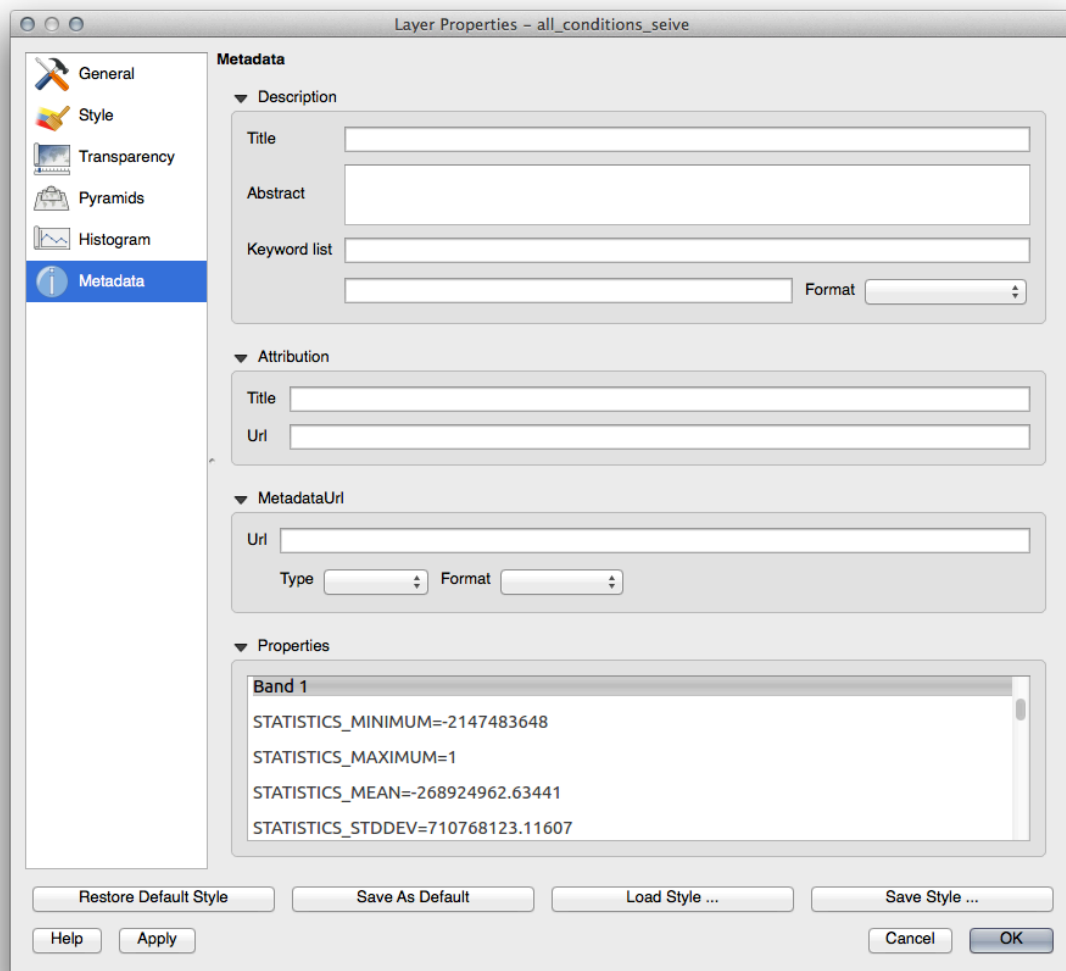 Layer Properties - all_conditions_seive
General
Style
Transparency
Pyramids
Histogram
Metadata
Metadata
Description
Title
Abstract
Keyword list
Format
Attribution
Title
Url
MetadataUrl
Url
Type Format
Properties
Band 1
STATISTICS_MINIMUM=-2147483648
STATISTICS_MAXIMUM=1
STATISTICS_MEAN=-268924962.63441
STATISTICS_STDDEV=710768123.11607
Restore Default Style Save As Default Load Style ... Save Style ...
Help Apply Cancel OK